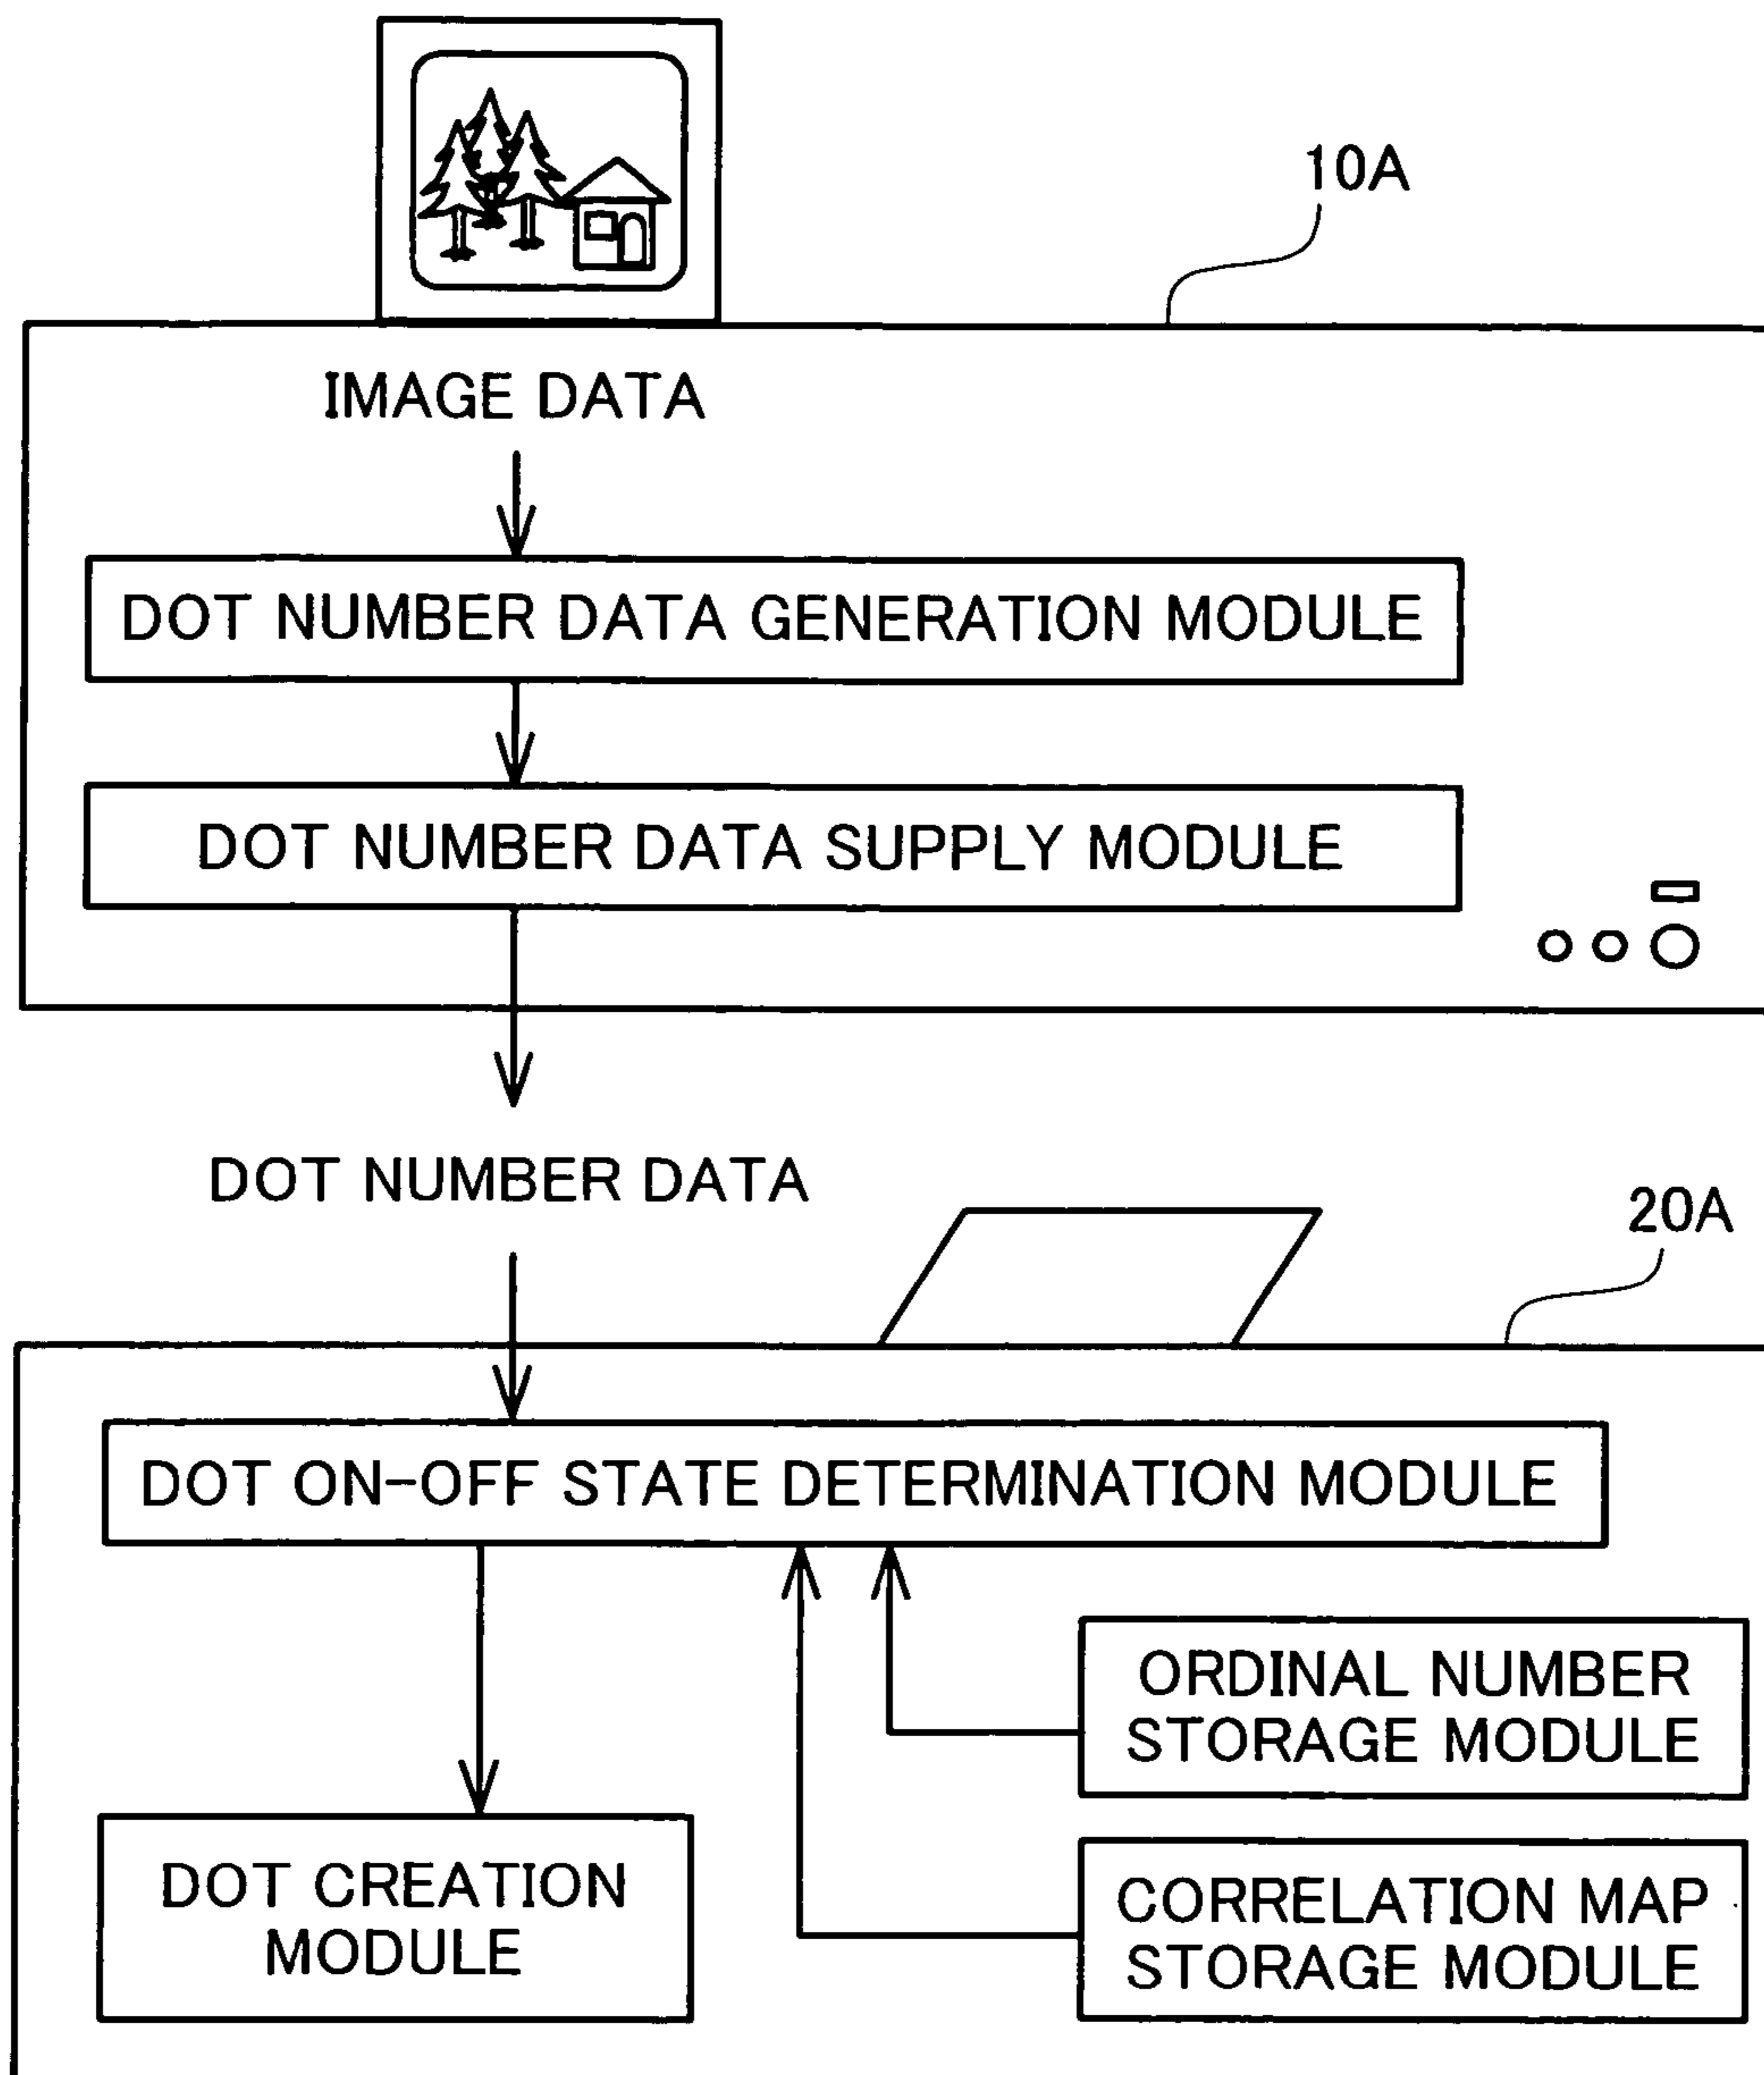 10A
IMAGE DATA
DOT NUMBER DATA GENERATION MODULE
DOT NUMBER DATA SUPPLY MODULE
DOT NUMBER DATA
20A
DOT ON-OFF STATE DETERMINATION MODULE
ORDINAL NUMBER
STORAGE MODULE
DOT CREATION
MODULE
CORRELATION MAP
STORAGE MODULE